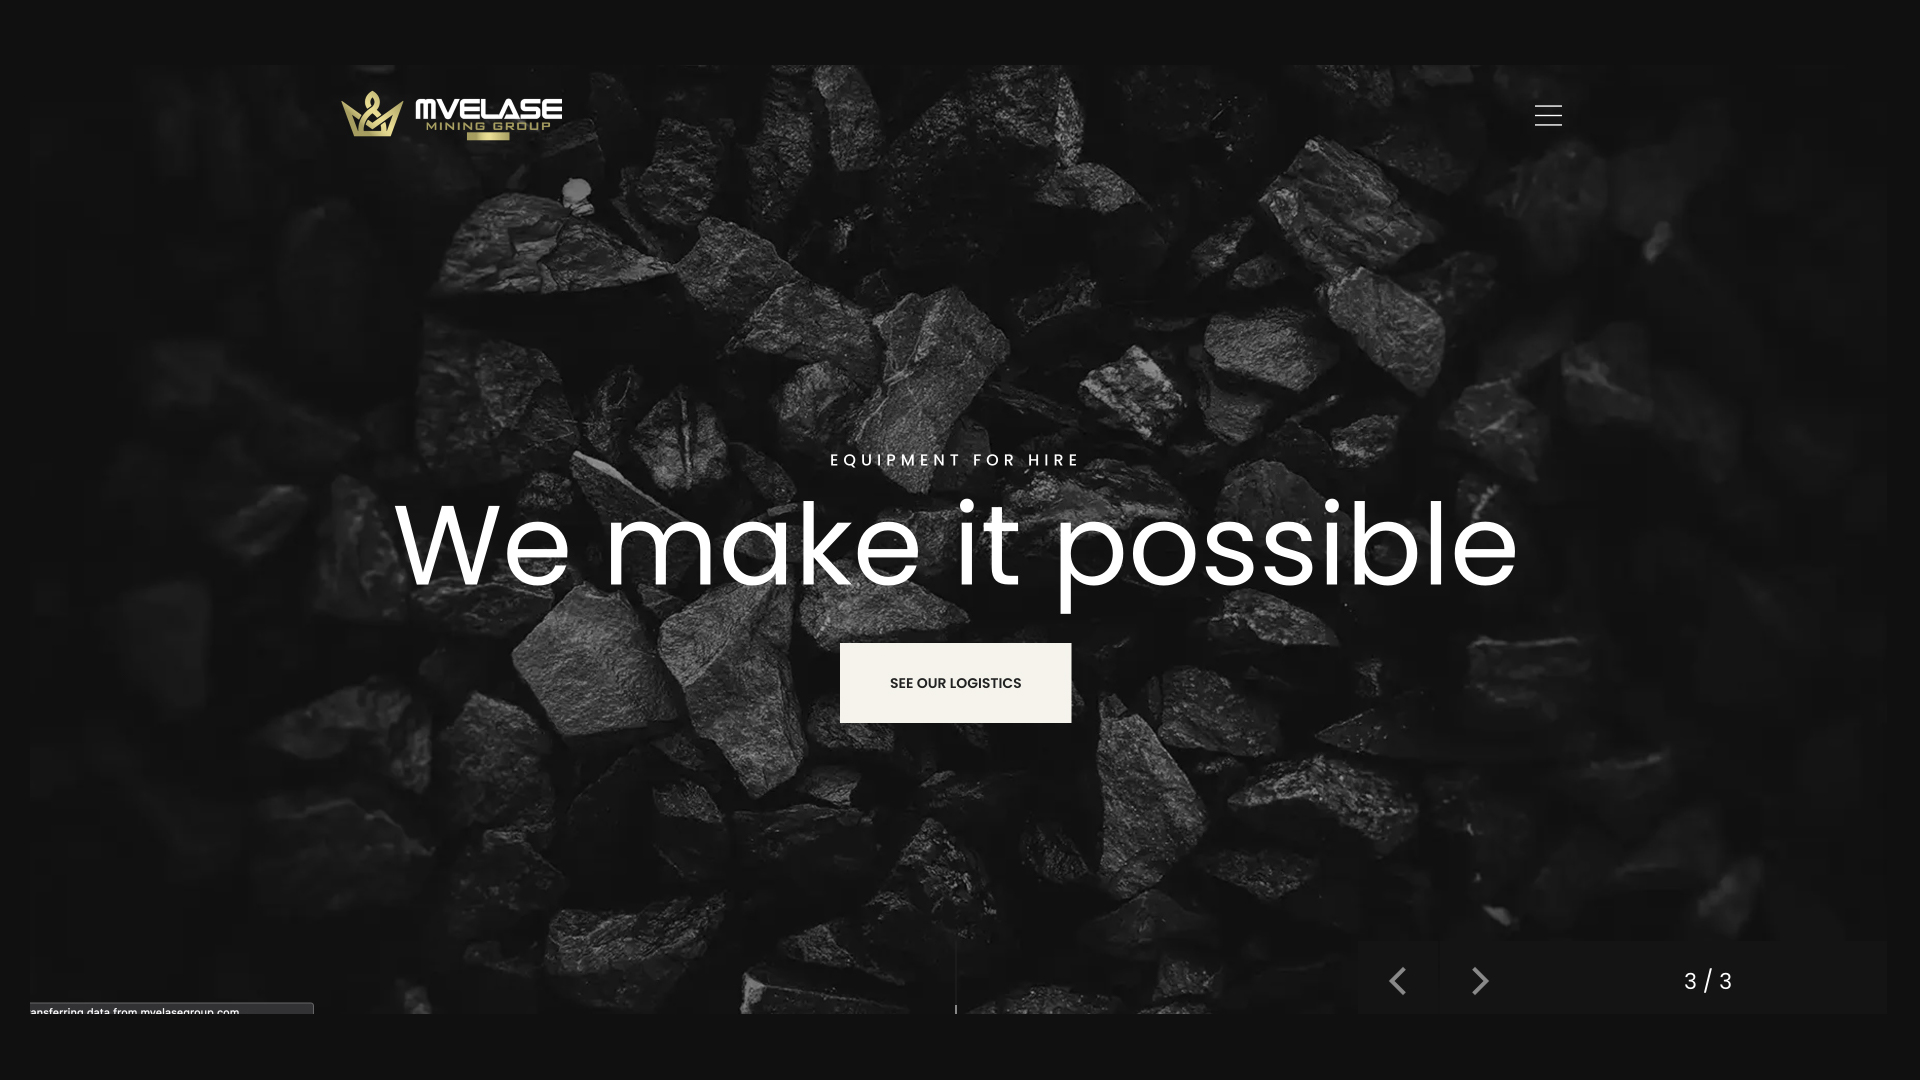 MVELASE
MINING GROUP
EQUIPMENT FOR HIRE
We make it possible
SEE OUR LOGISTICS
3 / 3
ansferring data from mvelasegroup.com